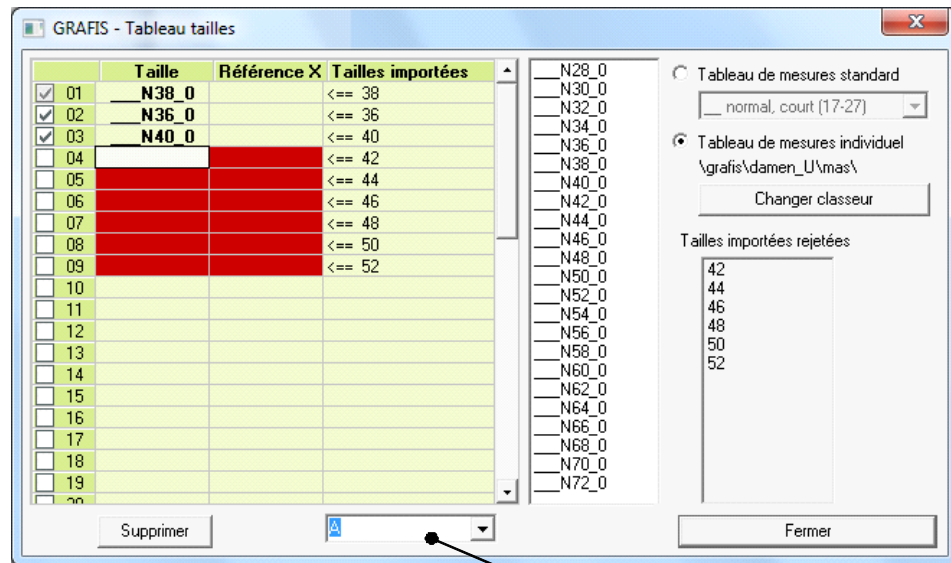 GRAFIS - Tableau tailles
Taille Référence X Tailles importées
01 ___N38_0 <== 38
02 ___N36_0 <== 36
03 ___N40_0 <== 40
04 <== 42
05 <== 44
06 <== 46
07 <== 48
08 <== 50
09 <== 52
10
11
12
13
14
15
16
17
18
19
Supprimer
A
___N28_0
___N30_0
___N32_0
___N34_0
___N36_0
___N38_0
___N40_0
___N42_0
___N44_0
___N46_0
___N48_0
___N50_0
___N52_0
___N54_0
___N56_0
___N58_0
___N60_0
___N62_0
___N64_0
___N66_0
___N68_0
___N70_0
___N72_0
Tableau de mesures standard
__ normal, court (17-27)
Tableau de mesures individuel
\grafis\damen_U\mas\
Changer classeur
Tailles importées rejetées
42
44
46
48
50
52
Fermer